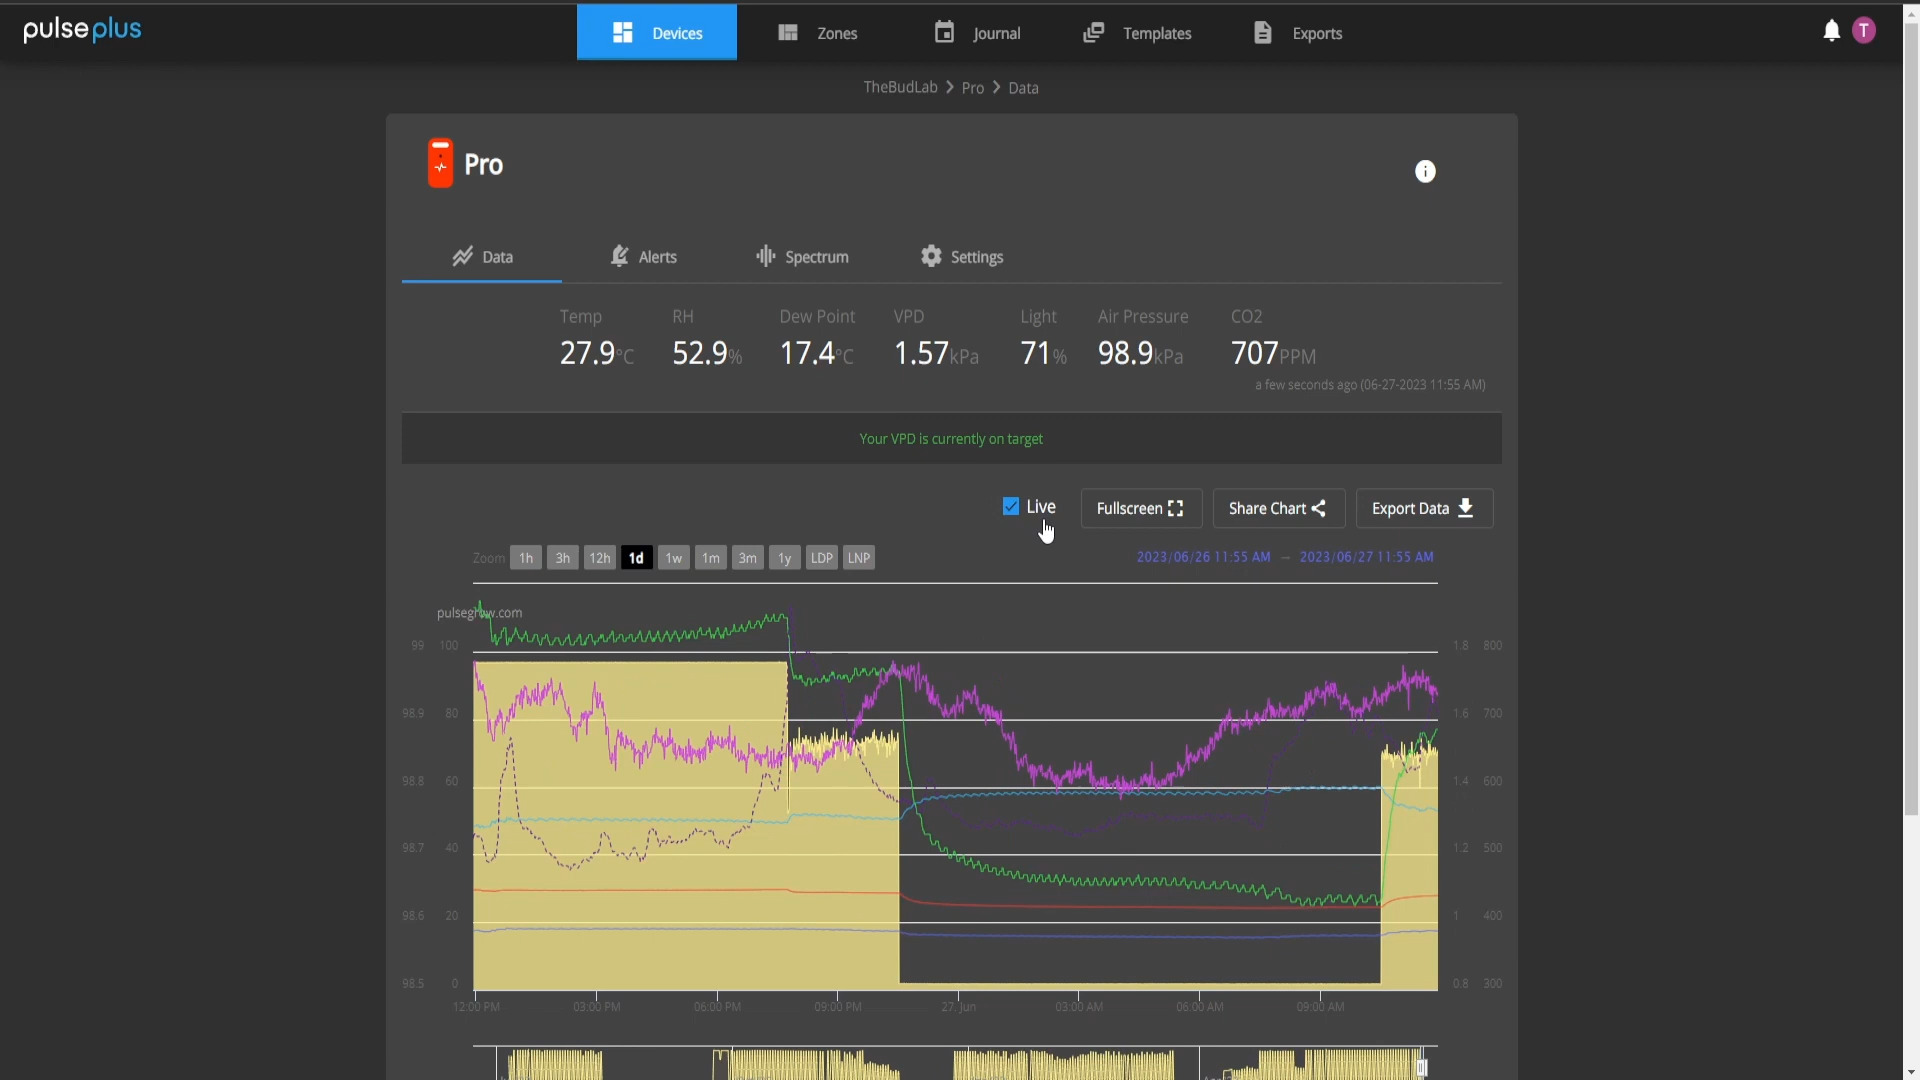 pulseplus
Devices
Zones
Journal
Templates
Exports
T
TheBudLab > Pro > Data
Pro
i
Data
Alerts
Spectrum
Settings
Temp RH Dew Point VPD Light Air Pressure CO2
27.9°C 52.9% 17.4°C 1.57kPa 71% 98.9kPa 707PPM
a few seconds ago (06-27-2023 11:55 AM)
Your VPD is currently on target
Live
Fullscreen
Share Chart
Export Data
Zoom 1h 3h 12h 1d 1w 1m 3m 1y LDP LNP
2023/06/26 11:55 AM – 2023/06/27 11:55 AM
pulsegrow.com
99 100 1.8 800
98.9 80 1.6 700
98.8 60 1.4 600
98.7 40 1.2 500
98.6 20 1 400
98.5 0 0.8 300
12:00 PM 03:00 PM 06:00 PM 09:00 PM 27. Jun 03:00 AM 06:00 AM 09:00 AM